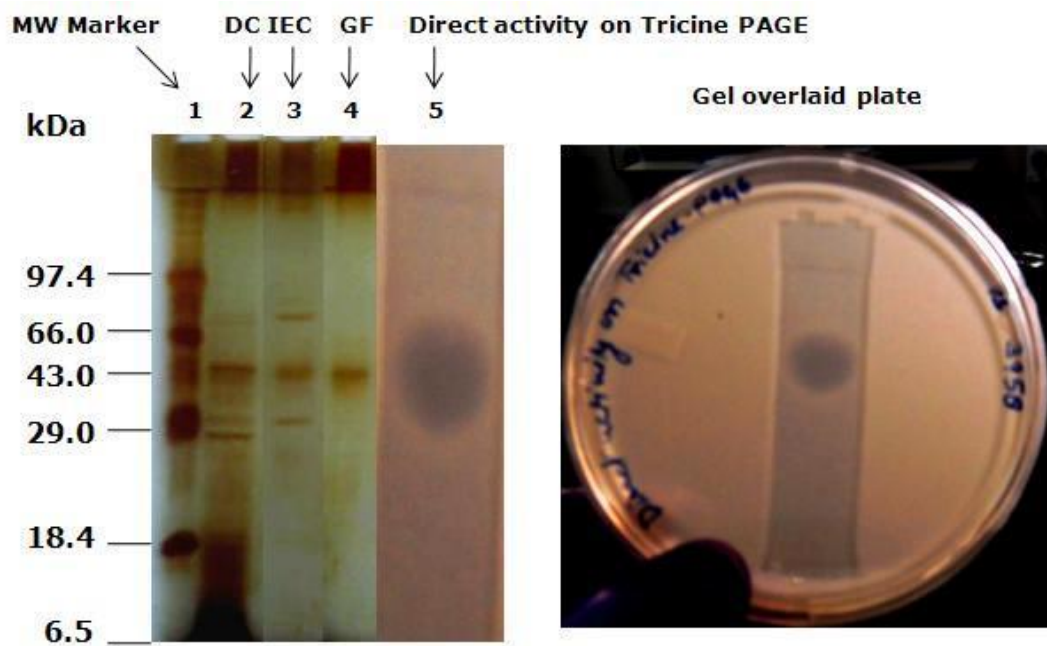 MW Marker DC IEC GF Direct activity on Tricine PAGE
1 2 3 4 5
Gel overlaid plate
kDa
97.4
66.0
43.0
29.0
18.4
6.5
Direct activity on Tricine-PAGE
3958